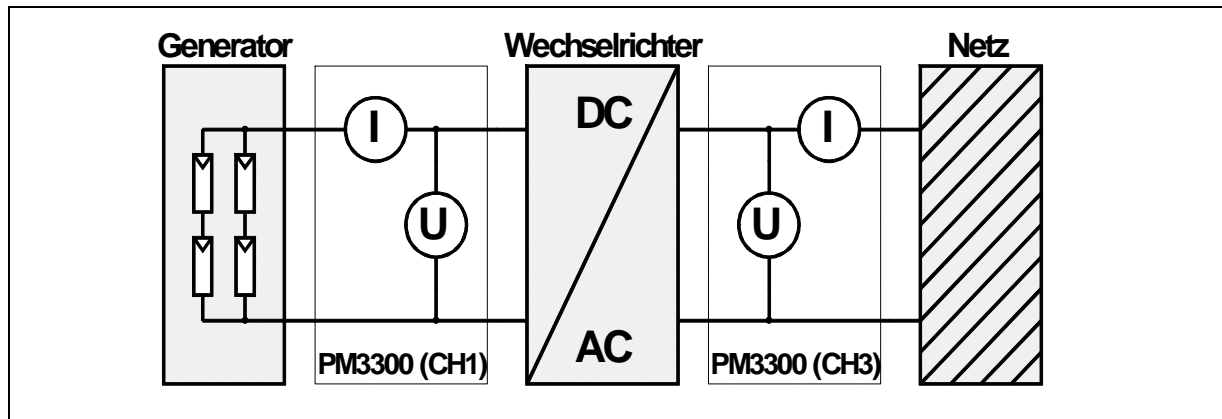 Generator
Wechselrichter
Netz
I
DC
I
U
U
AC
PM3300 (CH1)
PM3300 (CH3)